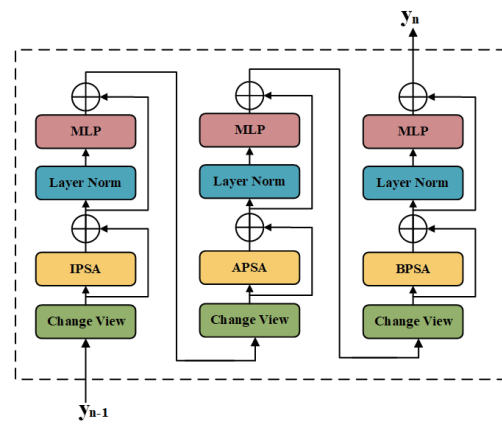 yn
MLP
MLP
MLP
Layer Norm
Layer Norm
Layer Norm
IPSA
APSA
BPSA
Change View
Change View
Change View
yn-1